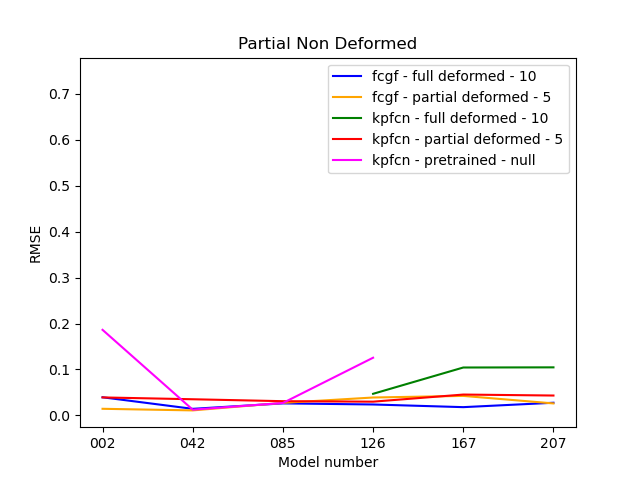 Partial Non Deformed
fcgf - full deformed - 10
fcgf - partial deformed - 5
kpfcn - full deformed - 10
kpfcn - partial deformed - 5
kpfcn - pretrained - null
RMSE
0.7
0.6
0.5
0.4
0.3
0.2
0.1
0.0
002 042 085 126 167 207
Model number